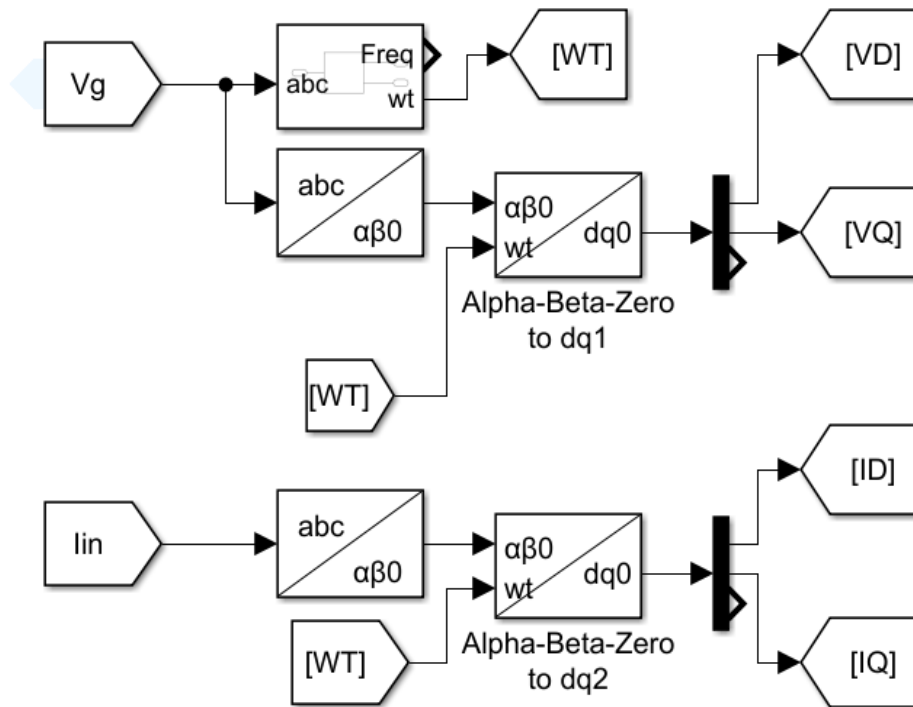 Vg
abc
Freq
wt
[WT]
[VD]
abc
αβ0
αβ0
wt
dq0
[VQ]
Alpha-Beta-Zero
to dq1
[WT]
[ID]
Iin
abc
αβ0
αβ0
wt
dq0
[WT]
Alpha-Beta-Zero
to dq2
[IQ]